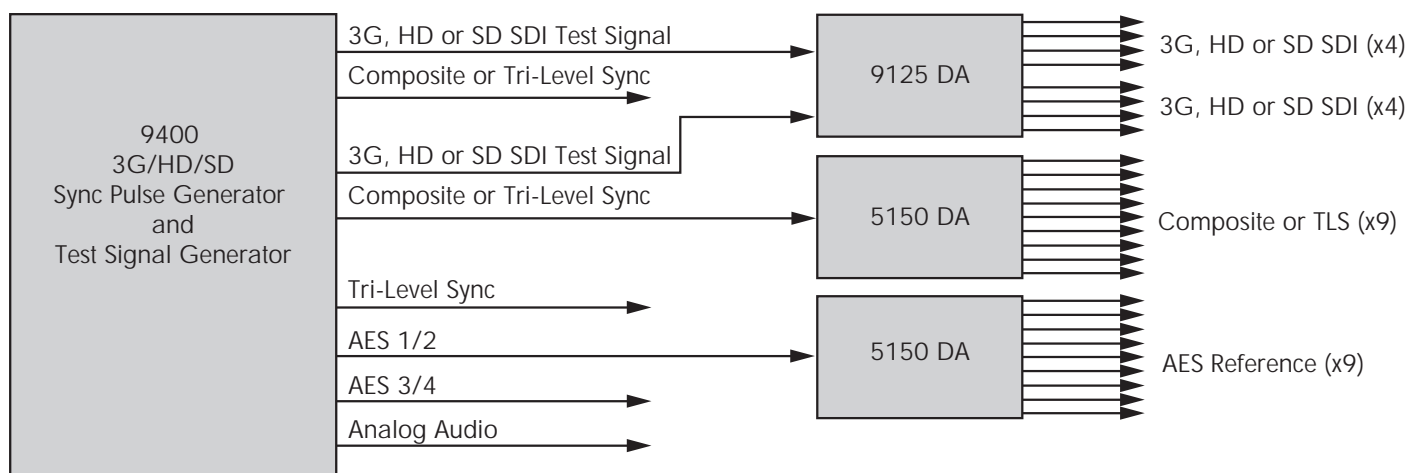 9400
3G/HD/SD
Sync Pulse Generator
and
Test Signal Generator
3G, HD or SD SDI Test Signal
Composite or Tri-Level Sync
3G, HD or SD SDI Test Signal
Composite or Tri-Level Sync
Tri-Level Sync
AES 1/2
AES 3/4
Analog Audio
9125 DA
5150 DA
5150 DA
3G, HD or SD SDI (x4)
3G, HD or SD SDI (x4)
Composite or TLS (x9)
AES Reference (x9)